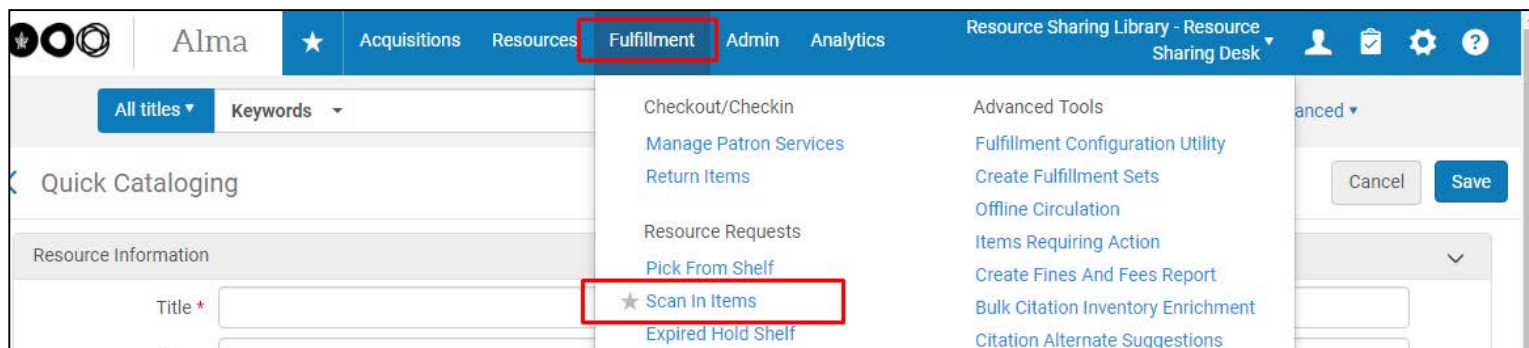 Alma
Acquisitions
Resources
Fulfillment
Admin
Analytics
Resource Sharing Library - Resource
Sharing Desk
All titles
Keywords
Quick Cataloging
Cancel
Save
Resource Information
Title *
Checkout/Checkin
Manage Patron Services
Return Items
Resource Requests
Pick From Shelf
Scan In Items
Expired Hold Shelf
Advanced Tools
Fulfillment Configuration Utility
Create Fulfillment Sets
Offline Circulation
Items Requiring Action
Create Fines And Fees Report
Bulk Citation Inventory Enrichment
Citation Alternate Suggestions
anced